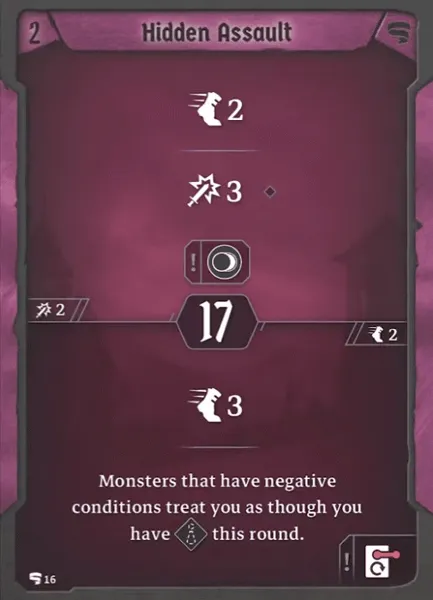 2 Hidden Assault
2
3
2
17
2
3
Monsters that have negative
conditions treat you as though you
have this round.
16